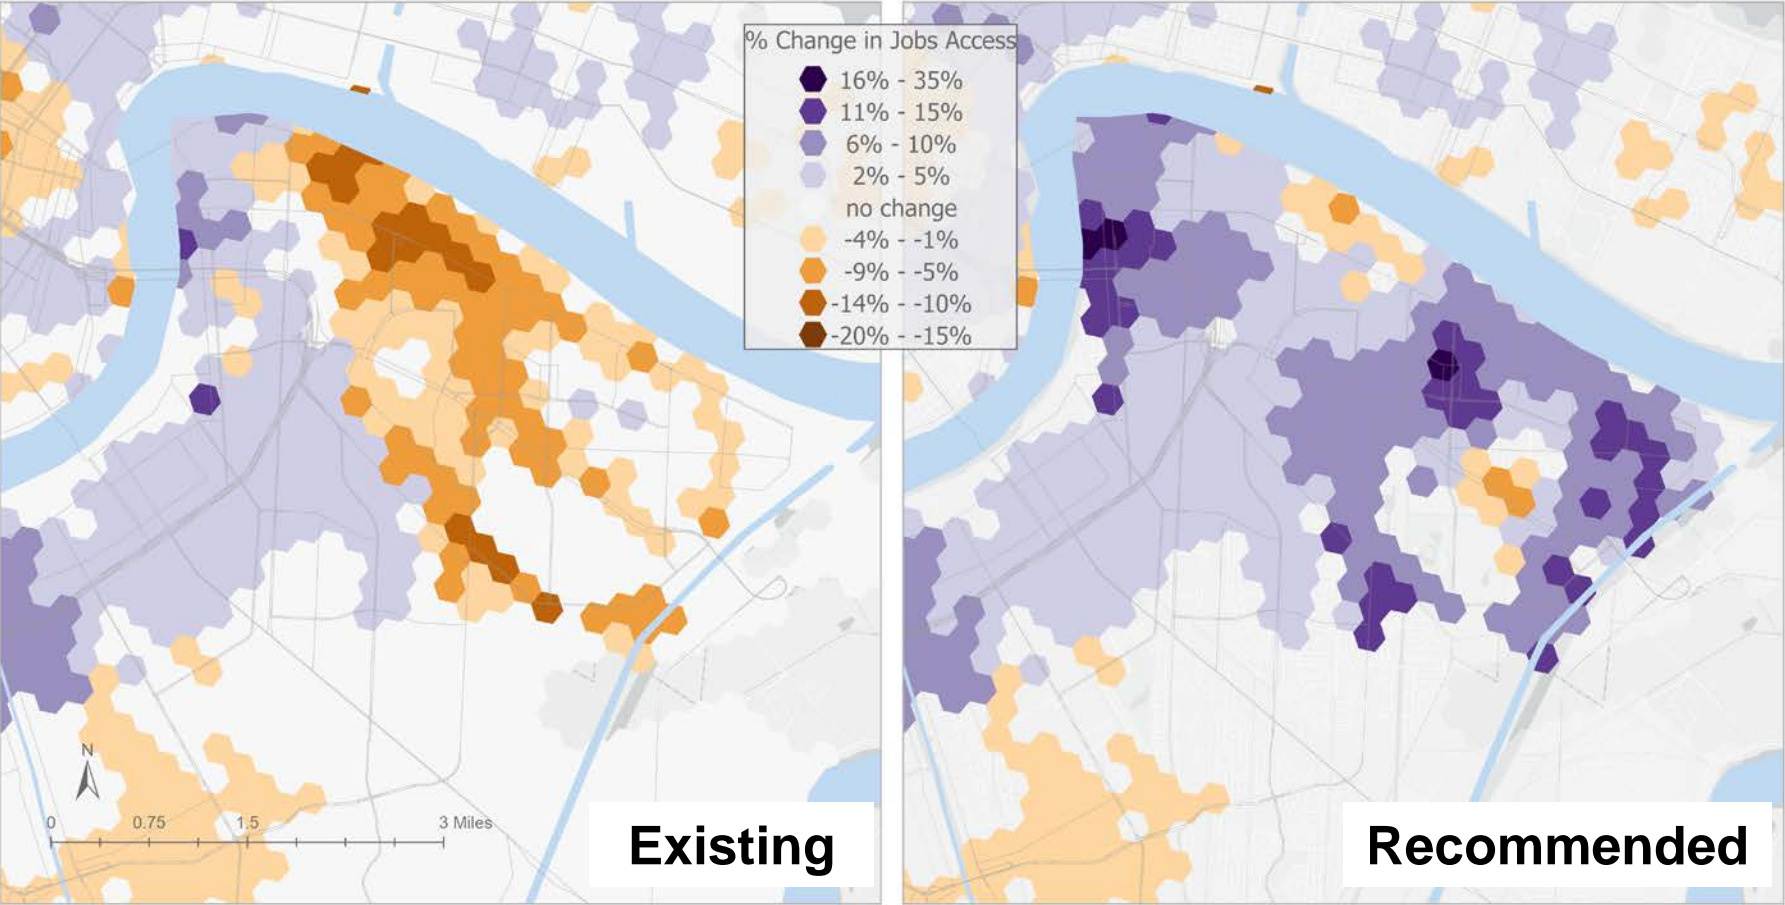 % Change in Jobs Access
16% - 35%
11% - 15%
6% - 10%
2% - 5%
no change
-4% - -1%
-9% - -5%
-14% - -10%
-20% - -15%
N
0 0.75 1.5 3 Miles
Existing
Recommended